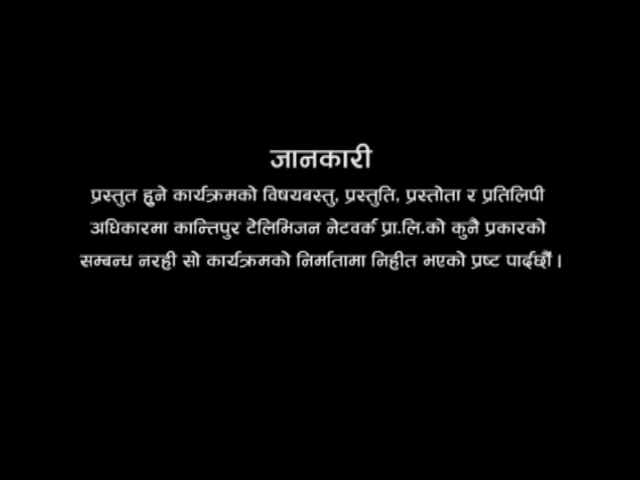 जानकारी
प्रस्तुत हुने कार्यक्रमको विषयबस्तु, प्रस्तुति, प्रस्तोता र प्रतिलिपी
अधिकारमा कान्तिपुर टेलिभिजन नेटवर्क प्रा.लि.को कुनै प्रकारको
सम्बन्ध नरही सो कार्यक्रमको निर्मातामा निहीत भएको प्रष्ट पार्दछौं ।